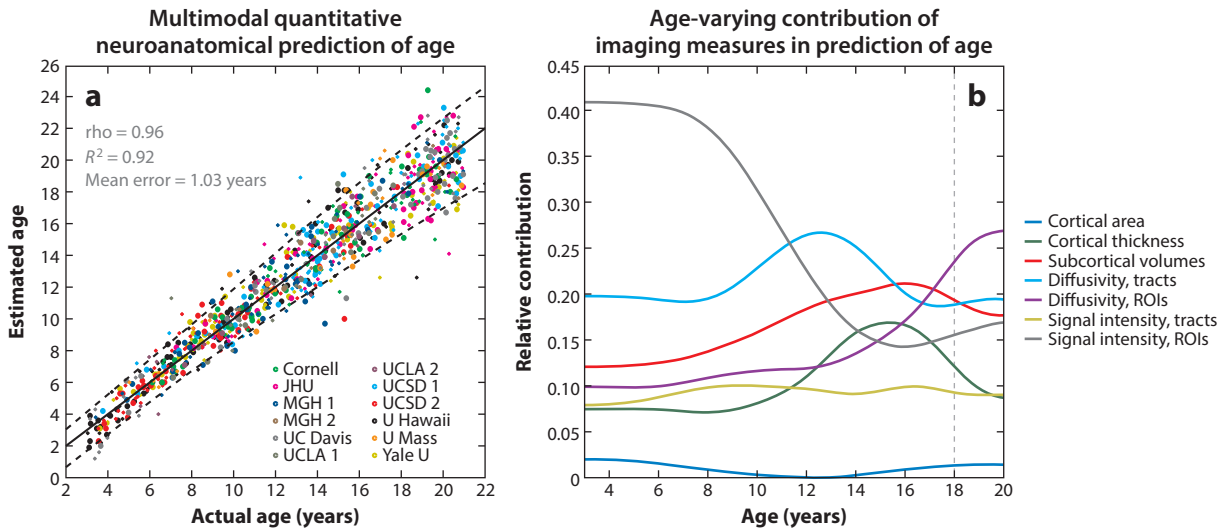 Multimodal quantitative
neuroanatomical prediction of age
a
rho = 0.96
R² = 0.92
Mean error = 1.03 years
Estimated age
26
24
22
20
18
16
14
12
10
8
6
4
2
0
2 4 6 8 10 12 14 16 18 20 22
Actual age (years)
Cornell
JHU
MGH 1
MGH 2
UC Davis
UCLA 1
UCLA 2
UCSD 1
UCSD 2
U Hawaii
U Mass
Yale U
Age-varying contribution of
imaging measures in prediction of age
b
Relative contribution
0.45
0.40
0.35
0.30
0.25
0.20
0.15
0.10
0.05
0
4 6 8 10 12 14 16 18 20
Age (years)
Cortical area
Cortical thickness
Subcortical volumes
Diffusivity, tracts
Diffusivity, ROIs
Signal intensity, tracts
Signal intensity, ROIs